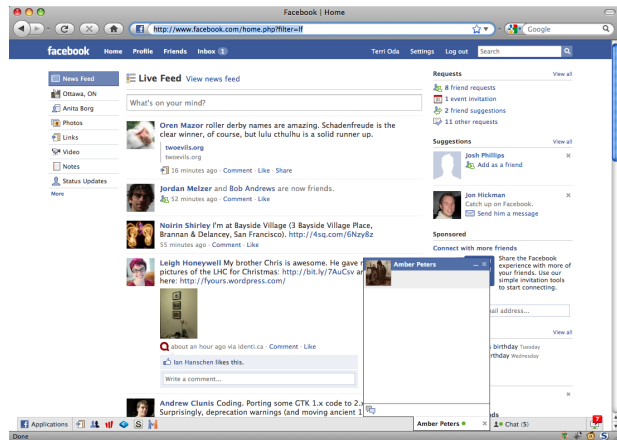 Facebook | Home
http://www.facebook.com/home.php?filter=lf
Google
facebook Home Profile Friends Inbox 1 Terri Oda Settings Log out Search
News Feed
Ottawa, ON
Anita Borg
Photos
Links
Video
Notes
Status Updates
More
Live Feed View news feed
What's on your mind?
Oren Mazor roller derby names are amazing. Schadenfreude is the
clear winner, of course, but lulu cthulhu is a solid runner up.
twoevils.org
twoevils.org
16 minutes ago · Comment · Like · Share
Jordan Melzer and Bob Andrews are now friends.
52 minutes ago · Comment · Like
Noirin Shirley I'm at Bayside Village (3 Bayside Village Place,
Brannan & Delancey, San Francisco). http://4sq.com/6Nzy8z
55 minutes ago · Comment · Like
Leigh Honeywell My brother Chris is awesome. He gave
pictures of the LHC for Christmas: http://bit.ly/7AuCsv
here: http://fyours.wordpress.com/
about an hour ago via identi.ca · Comment · Like
Ian Hanschen likes this.
Write a comment...
Andrew Clunis Coding. Porting some GTK 1.x code to 2.
Surprisingly, deprecation warnings (and moving ancient 1
Requests View all
8 friend requests
1 event invitation
2 friend suggestions
11 other requests
Suggestions View all
Josh Phillips
Add as a friend
Jon Hickman
Catch up on Facebook.
Send him a message
Sponsored
Connect with more friends
Share the Facebook
experience with more of
your friends. Use our
simple invitation tools
to start connecting.
ail address...
View all
birthday Tuesday
rthday Wednesday
ds
Amber Peters
Applications
Amber Peters
Chat (5)
7
Done